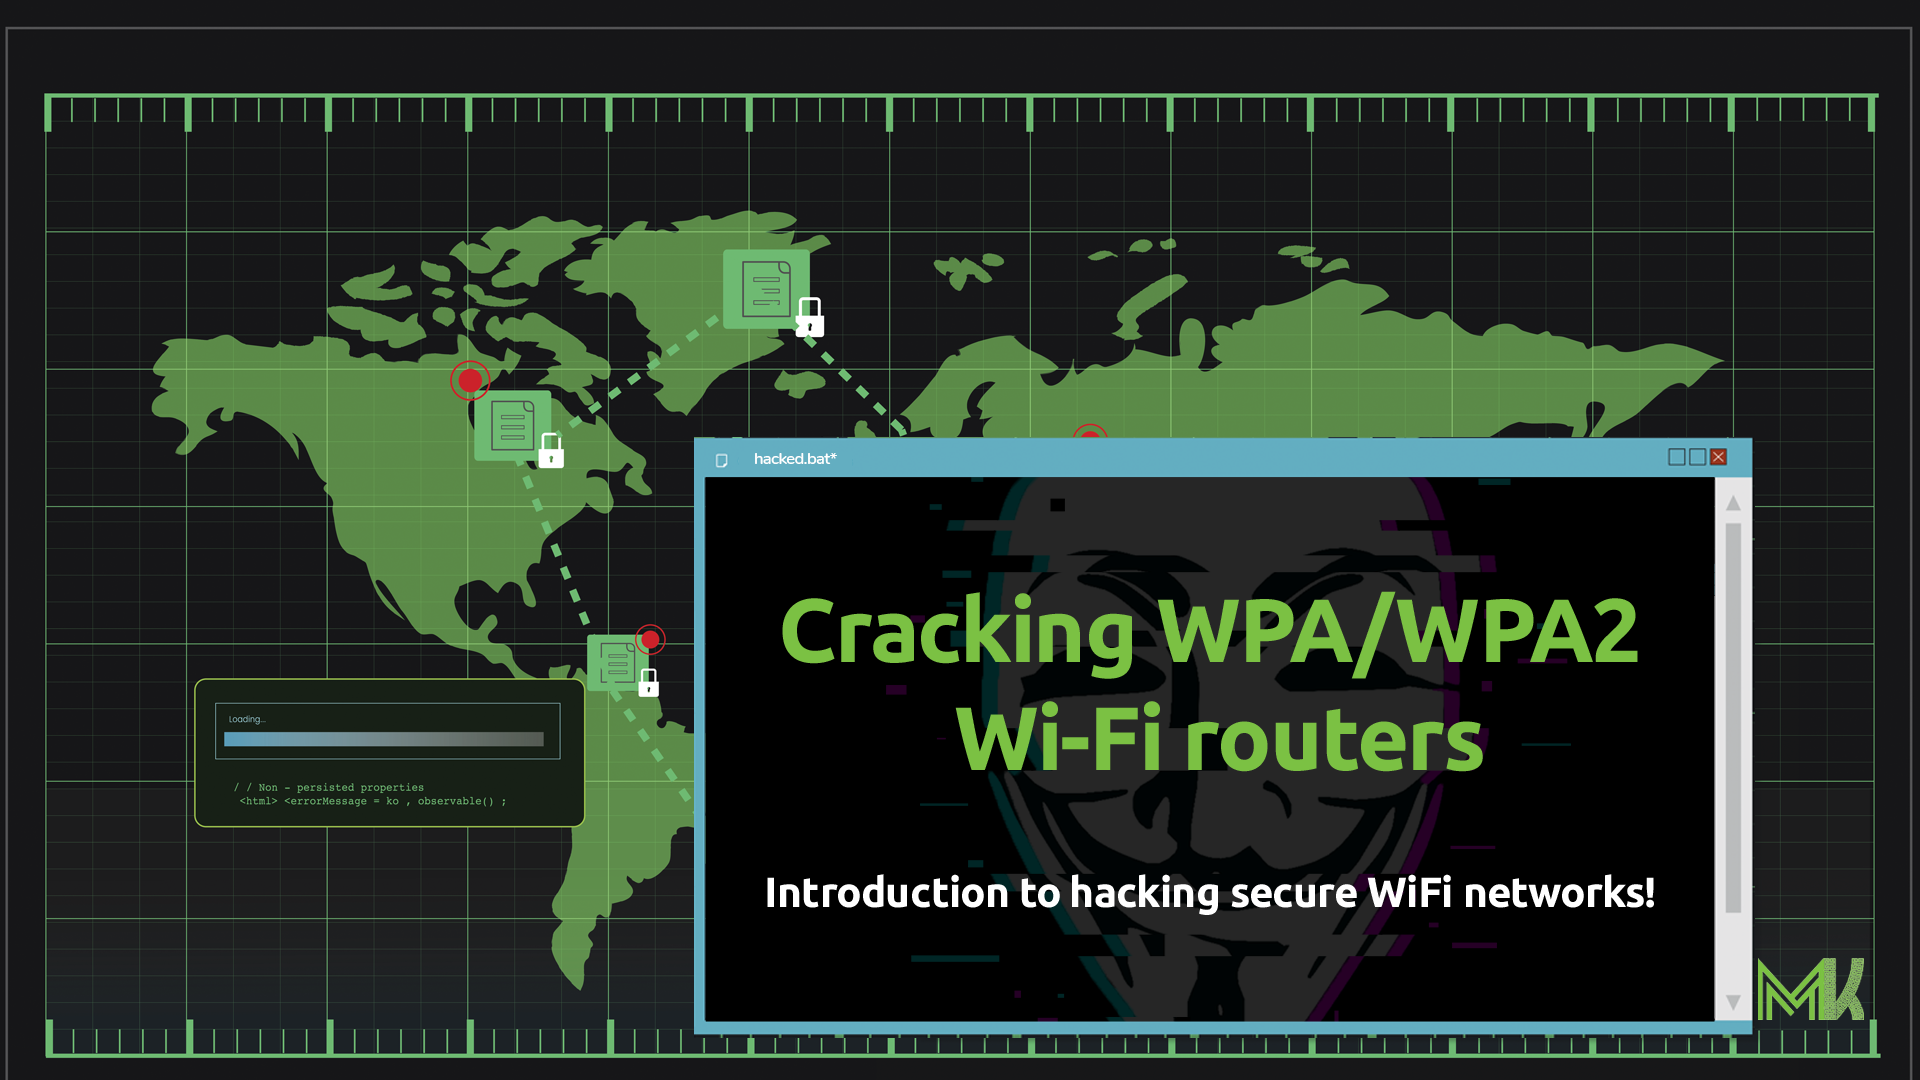 hacked.bat*
Cracking WPA/WPA2
Wi-Fi routers
Introduction to hacking secure WiFi networks!
Loading...
/ / Non - persisted properties
<html> <errorMessage = ko , observable() ;
MK